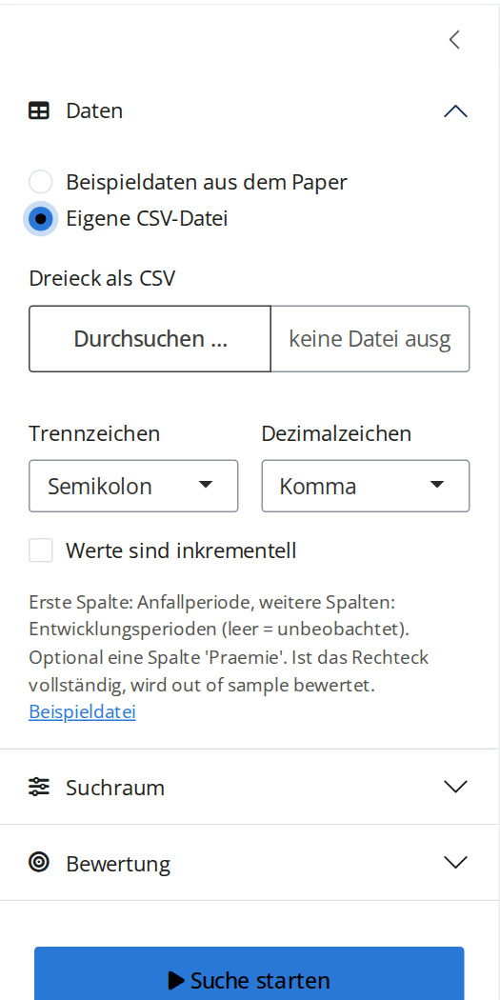 Daten
Beispieldaten aus dem Paper
Eigene CSV-Datei
Dreieck als CSV
Durchsuchen ...
keine Datei ausg
Trennzeichen
Dezimalzeichen
Semikolon
Komma
Werte sind inkrementell
Erste Spalte: Anfallperiode, weitere Spalten:
Entwicklungsperioden (leer = unbeobachtet).
Optional eine Spalte 'Praemie'. Ist das Rechteck
vollständig, wird out of sample bewertet.
Beispieldatei
Suchraum
Bewertung
Suche starten